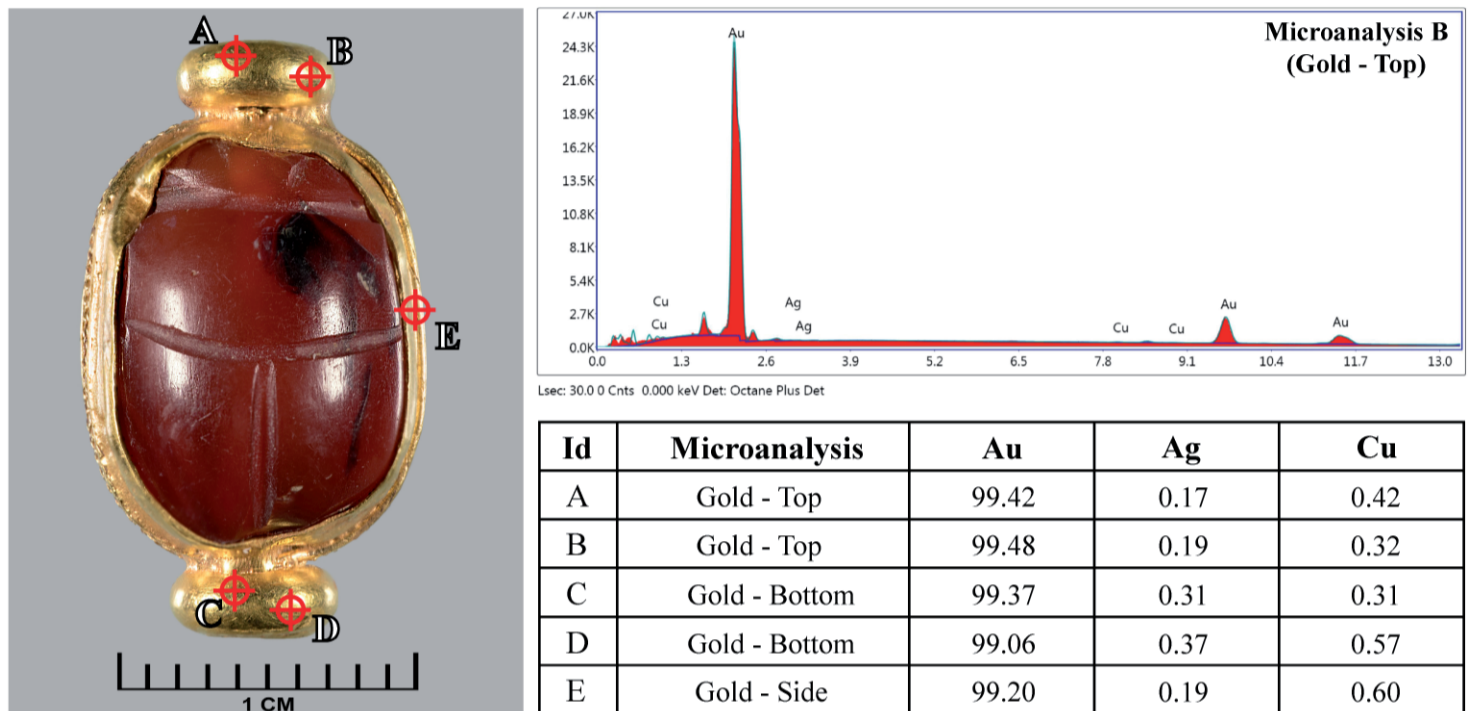 A
B
E
C
D
1 CM
Microanalysis B
(Gold - Top)
27.0K
24.3K
21.6K
18.9K
16.2K
13.5K
10.8K
8.1K
5.4K
2.7K
0.0K
Au
Cu
Cu
Ag
Ag
Cu
Cu
Au
Au
0.0 1.3 2.6 3.9 5.2 6.5 7.8 9.1 10.4 11.7 13.0
Lsec: 30.0 0 Cnts 0.000 keV Det: Octane Plus Det
Id Microanalysis Au Ag Cu
A Gold - Top 99.42 0.17 0.42
B Gold - Top 99.48 0.19 0.32
C Gold - Bottom 99.37 0.31 0.31
D Gold - Bottom 99.06 0.37 0.57
E Gold - Side 99.20 0.19 0.60